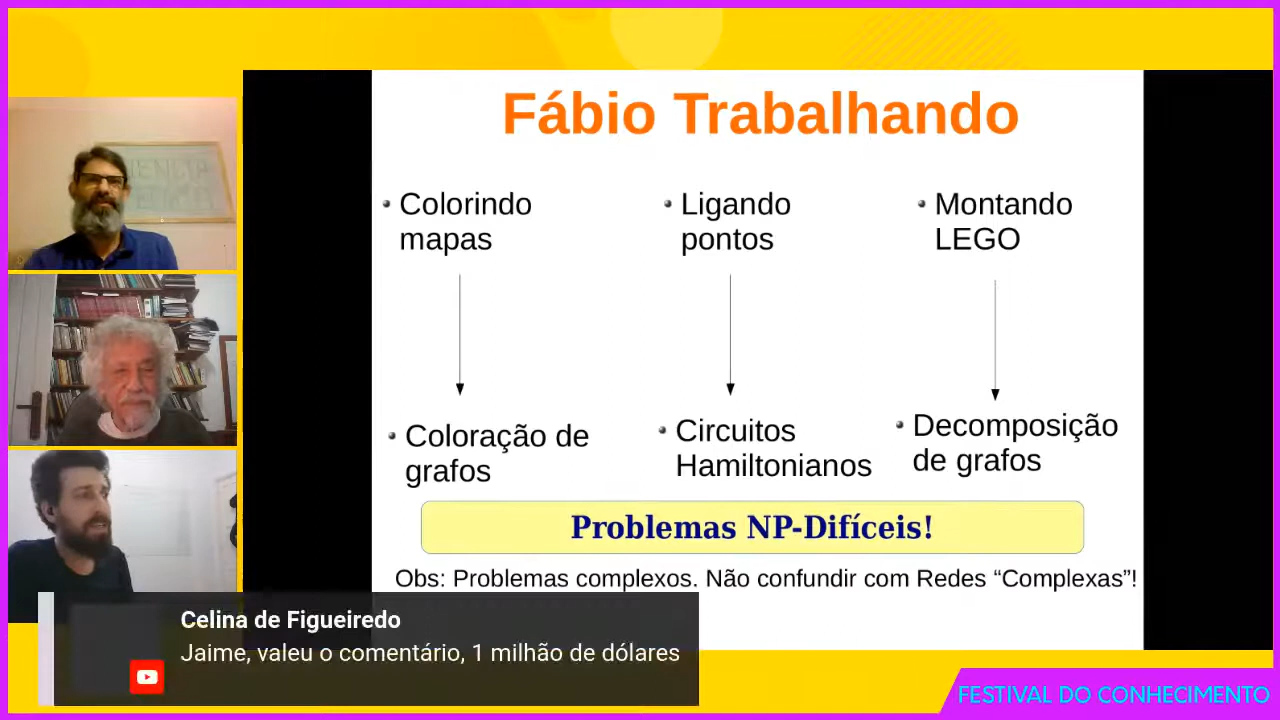 Fábio Trabalhando
Colorindo
mapas
Ligando
pontos
Montando
LEGO
Coloração de
grafos
Circuitos
Hamiltonianos
Decomposição
de grafos
Problemas NP-Difíceis!
Obs: Problemas complexos. Não confundir com Redes “Complexas”!
Celina de Figueiredo
Jaime, valeu o comentário, 1 milhão de dólares
FESTIVAL DO CONHECIMENTO